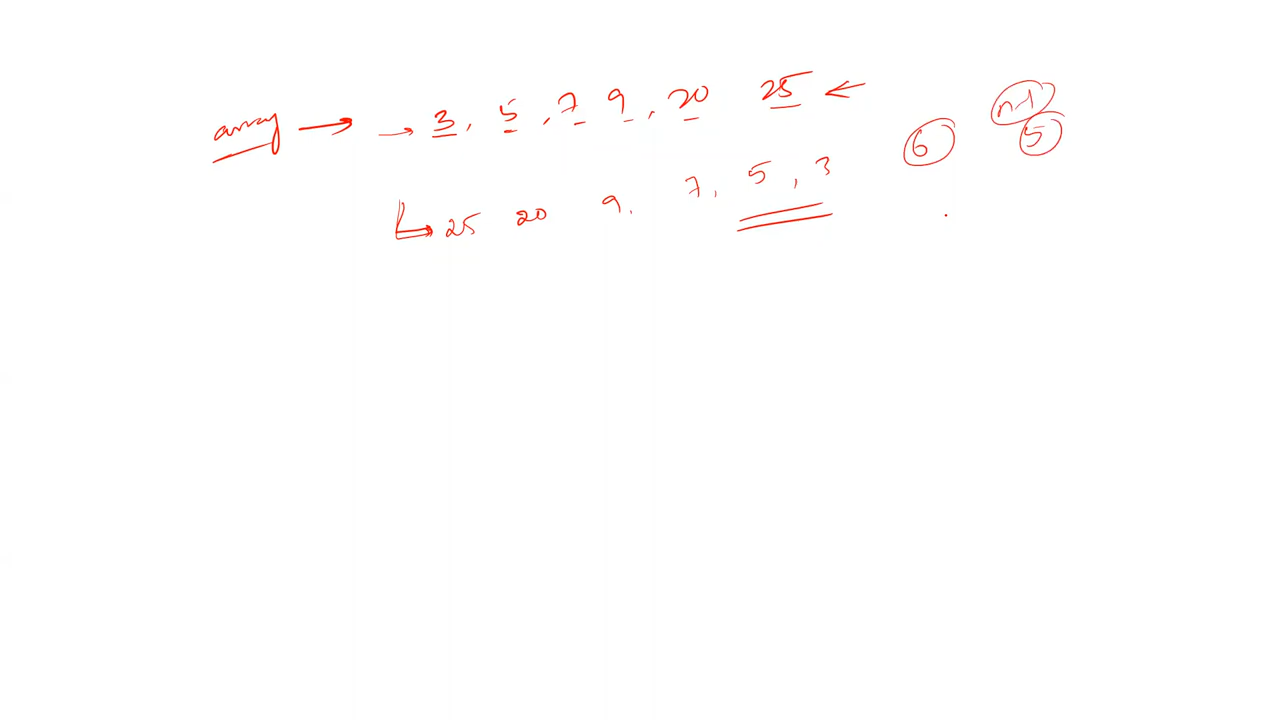 array → → 3, 5, 7 9, 20 25 ←
n-1
6 5
25 20 9, 7, 5, 3